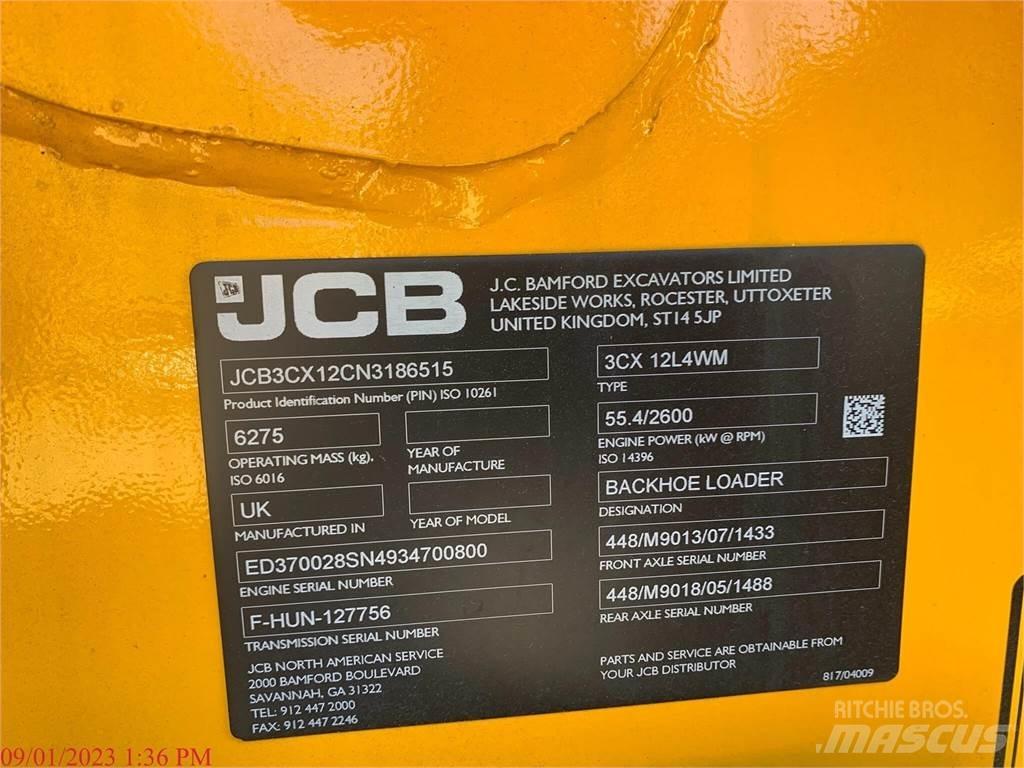 JCB
J.C. BAMFORD EXCAVATORS LIMITED
LAKESIDE WORKS, ROCESTER, UTTOXETER
UNITED KINGDOM, ST14 5JP
JCB3CX12CN3186515
Product Identification Number (PIN) ISO 10261
3CX 12L4WM
TYPE
6275
OPERATING MASS (kg).
ISO 6016
YEAR OF
MANUFACTURE
55.4/2600
ENGINE POWER (kW @ RPM)
ISO 14396
UK
MANUFACTURED IN
YEAR OF MODEL
BACKHOE LOADER
DESIGNATION
ED370028SN4934700800
ENGINE SERIAL NUMBER
448/M9013/07/1433
FRONT AXLE SERIAL NUMBER
F-HUN-127756
TRANSMISSION SERIAL NUMBER
448/M9018/05/1488
REAR AXLE SERIAL NUMBER
JCB NORTH AMERICAN SERVICE
2000 BAMFORD BOULEVARD
SAVANNAH, GA 31322
TEL: 912 447 2000
FAX: 912 447 2246
PARTS AND SERVICE ARE OBTAINABLE FROM
YOUR JCB DISTRIBUTOR
817/04009
RITCHIE BROS.
MASCUS
09/01/2023 1:36 PM